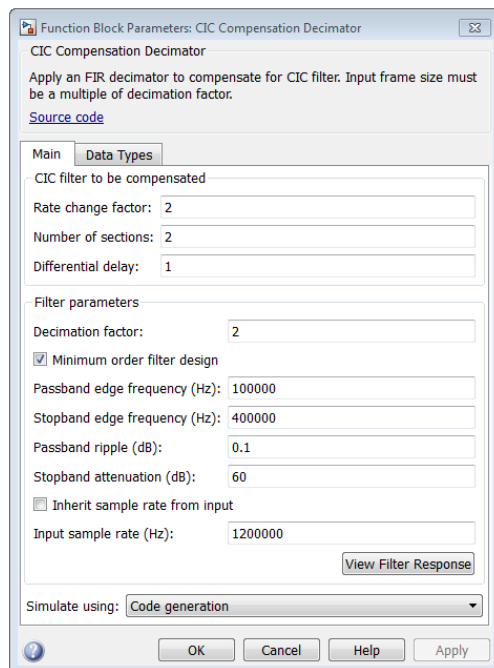 Function Block Parameters: CIC Compensation Decimator
CIC Compensation Decimator
Apply an FIR decimator to compensate for CIC filter. Input frame size must
be a multiple of decimation factor.
Source code
Main Data Types
CIC filter to be compensated
Rate change factor: 2
Number of sections: 2
Differential delay: 1
Filter parameters
Decimation factor: 2
Minimum order filter design
Passband edge frequency (Hz): 100000
Stopband edge frequency (Hz): 400000
Passband ripple (dB): 0.1
Stopband attenuation (dB): 60
Inherit sample rate from input
Input sample rate (Hz): 1200000
View Filter Response
Simulate using: Code generation
? OK Cancel Help Apply